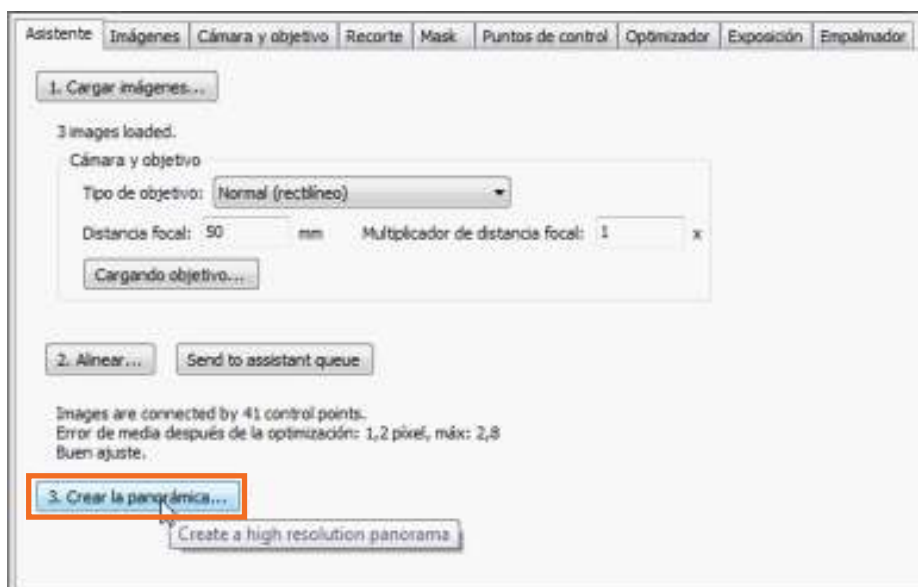 Asistente Imágenes Cámara y objetivo Recorte Mask Puntos de control Optimizador Exposición Empalmador
1. Cargar imágenes...
3 images loaded.
Cámara y objetivo
Tipo de objetivo: Normal (rectilíneo)
Distancia focal: 50 mm Multiplicador de distancia focal: 1 x
Cargando objetivo...
2. Alinear... Send to assistant queue
Images are connected by 41 control points.
Error de media después de la optimización: 1,2 pixel, máx: 2,8
Buen ajuste.
3. Crear la panorámica...
Create a high resolution panorama